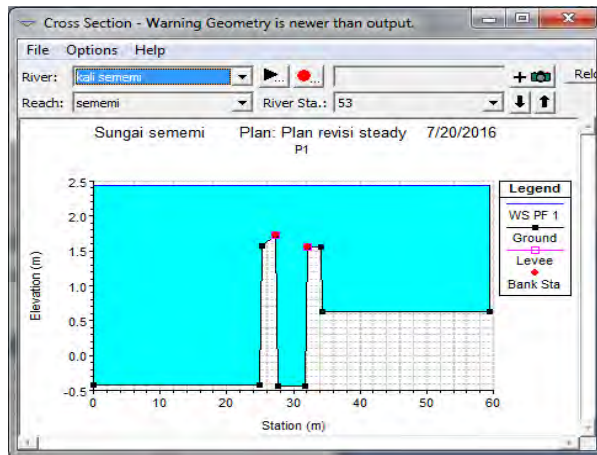 Cross Section - Warning Geometry is newer than output.
File Options Help
River: kali sememi
Reach: sememi River Sta.: 53
Sungai sememi Plan: Plan revisi steady 7/20/2016
P1
Elevation (m)
2.5
2.0
1.5
1.0
0.5
0.0
-0.5
0 10 20 30 40 50 60
Station (m)
Legend
WS PF 1
Ground
Levee
Bank Sta